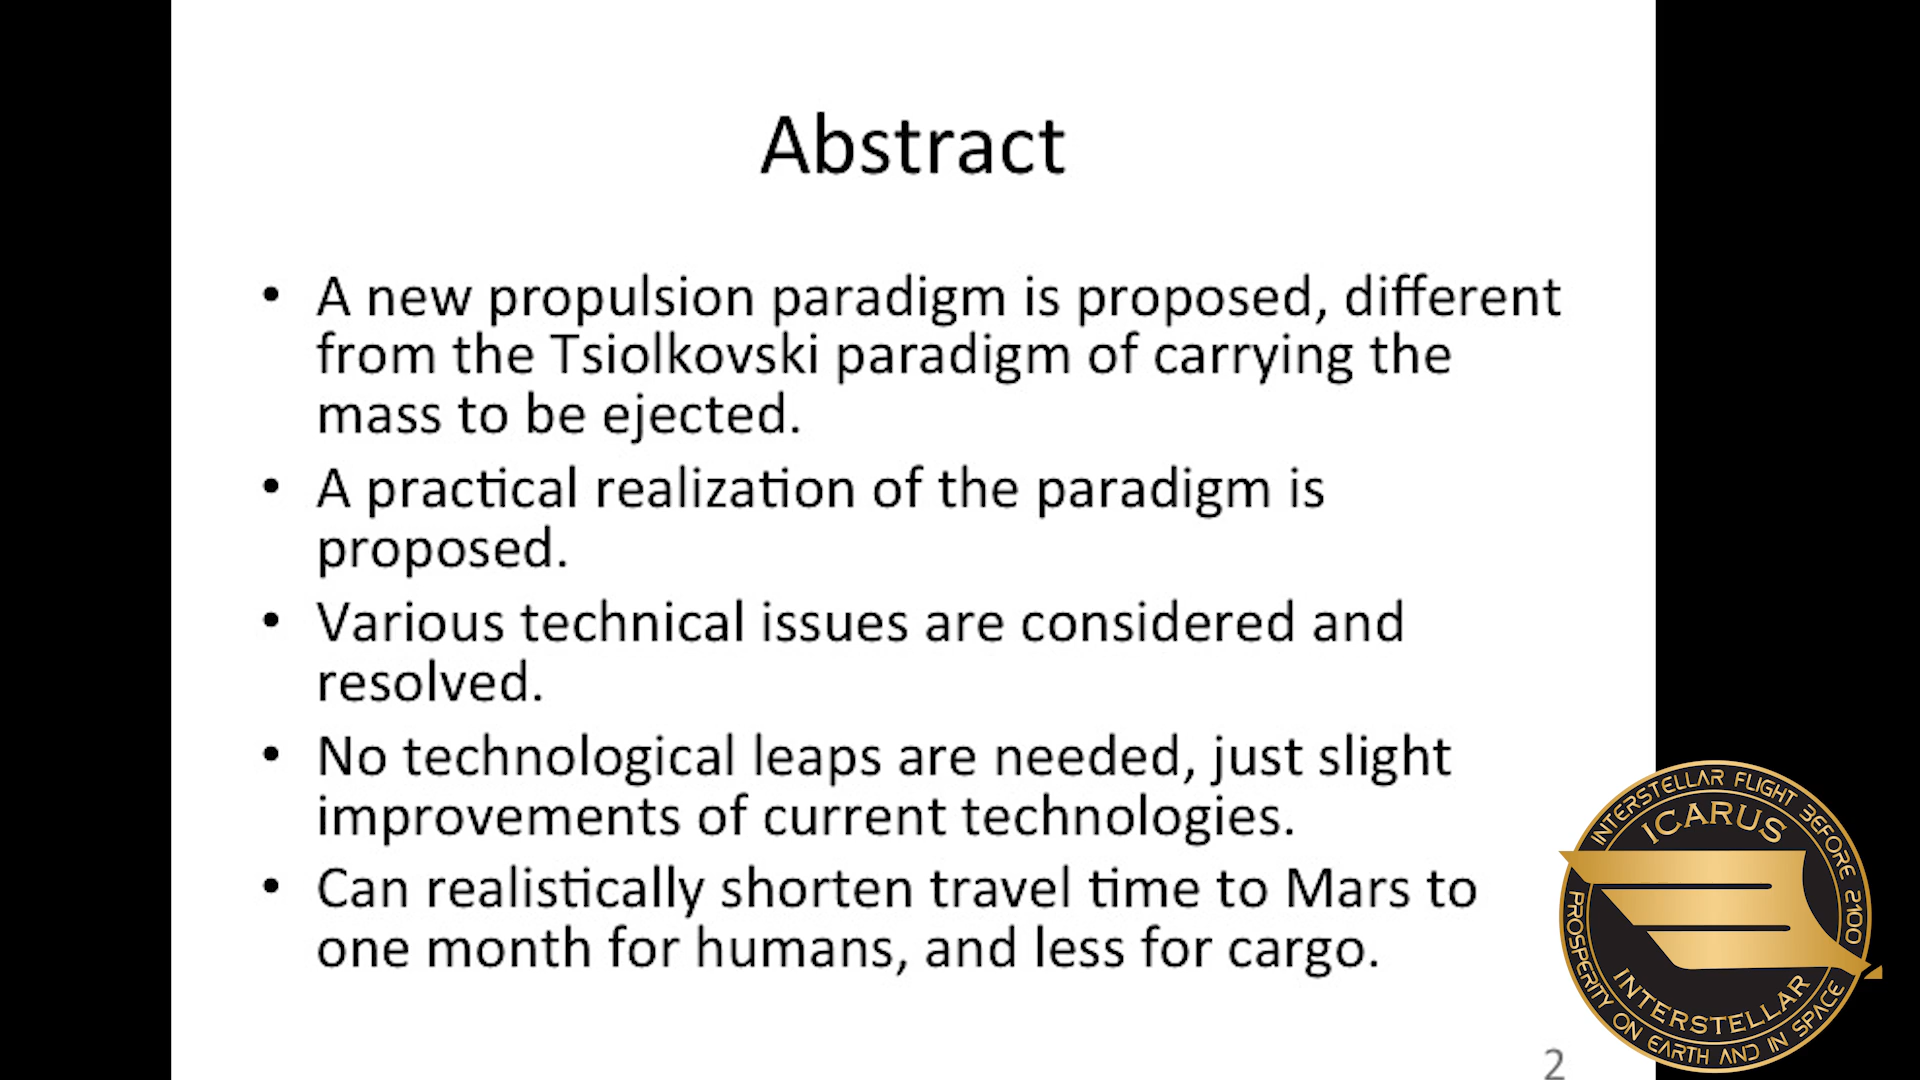 Abstract
• A new propulsion paradigm is proposed, different
from the Tsiolkovski paradigm of carrying the
mass to be ejected.
• A practical realization of the paradigm is
proposed.
• Various technical issues are considered and
resolved.
• No technological leaps are needed, just slight
improvements of current technologies.
• Can realistically shorten travel time to Mars to
one month for humans, and less for cargo.
2
INTERSTELLAR FLIGHT BEFORE 2100
ICARUS
INTERSTELLAR
PROSPERITY ON EARTH AND IN SPACE